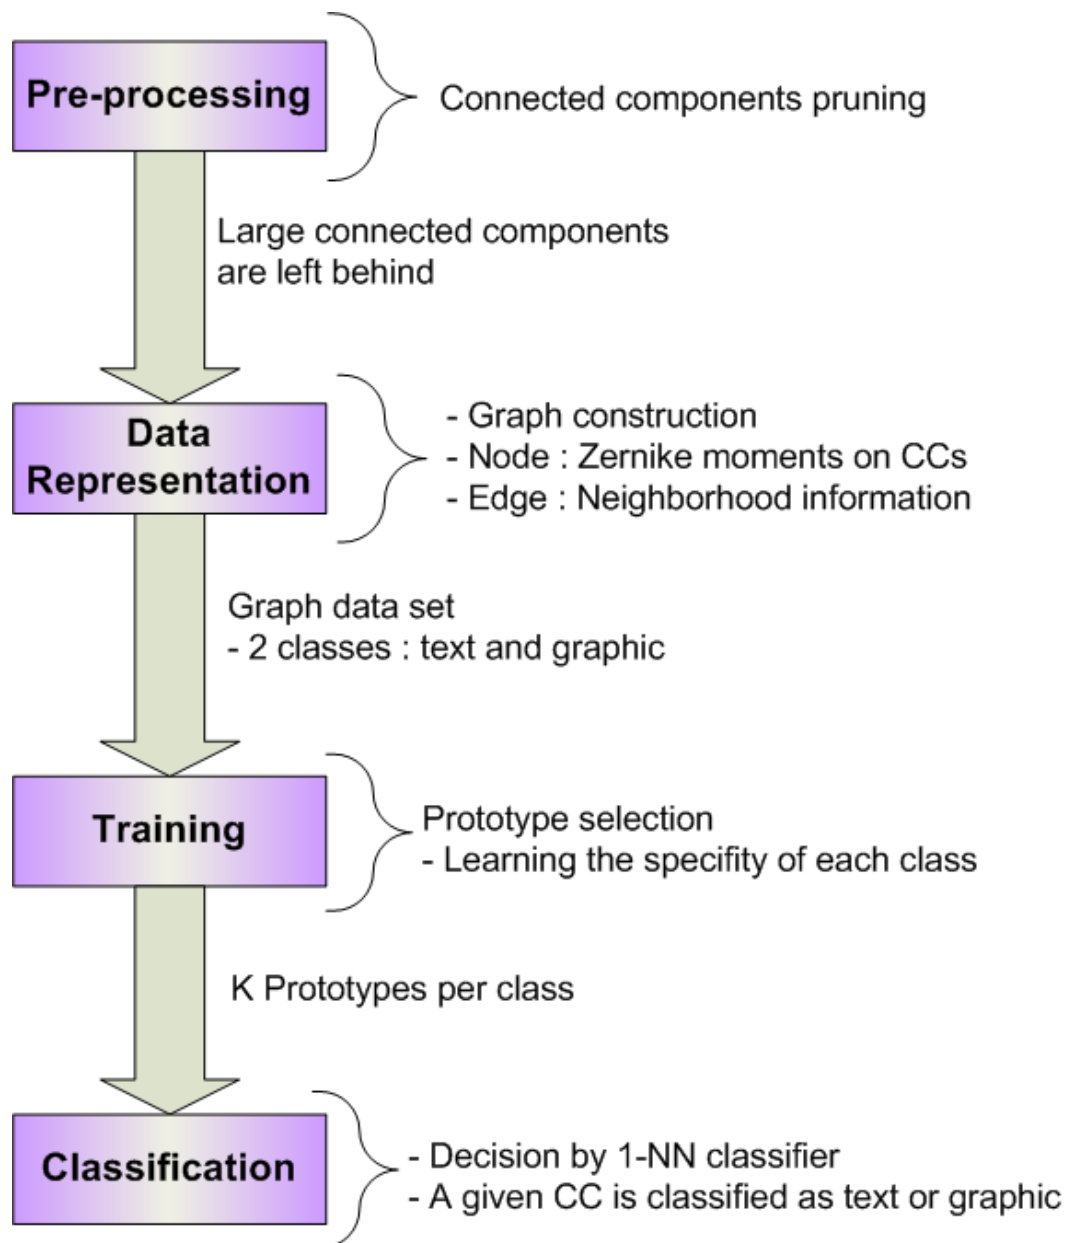 Pre-processing
Connected components pruning
Large connected components
are left behind
Data
Representation
- Graph construction
- Node : Zernike moments on CCs
- Edge : Neighborhood information
Graph data set
- 2 classes : text and graphic
Training
Prototype selection
- Learning the specifity of each class
K Prototypes per class
Classification
- Decision by 1-NN classifier
- A given CC is classified as text or graphic